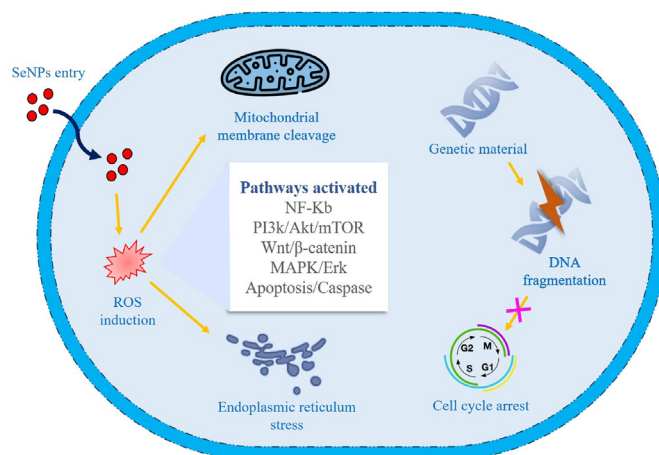 SeNPs entry
Mitochondrial
membrane cleavage
Genetic material
Pathways activated
NF-Kb
PI3k/Akt/mTOR
Wnt/β-catenin
MAPK/Erk
Apoptosis/Caspase
ROS
induction
DNA
fragmentation
Endoplasmic reticulum
stress
G2 M
S G1
Cell cycle arrest